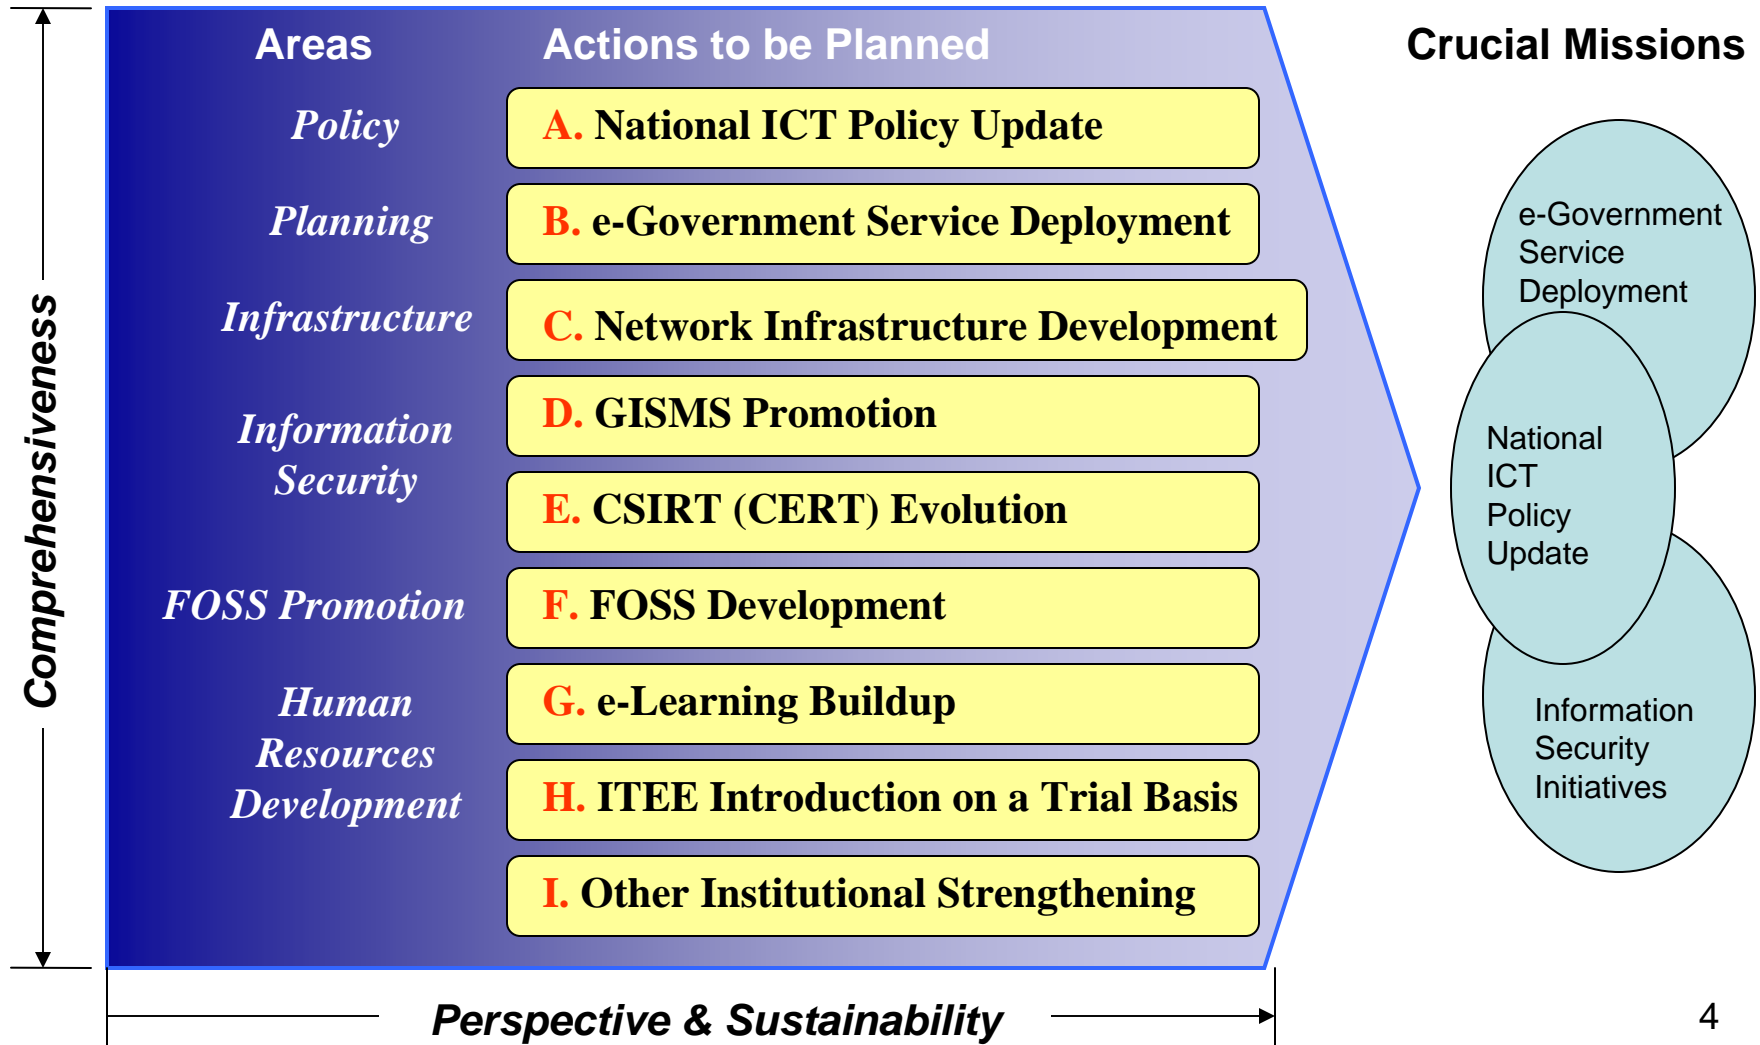 Areas
Actions to be Planned
Crucial Missions
Policy
A. National ICT Policy Update
Planning
B. e-Government Service Deployment
Infrastructure
C. Network Infrastructure Development
Information
Security
D. GISMS Promotion
E. CSIRT (CERT) Evolution
FOSS Promotion
F. FOSS Development
Human
Resources
Development
G. e-Learning Buildup
H. ITEE Introduction on a Trial Basis
I. Other Institutional Strengthening
e-Government
Service
Deployment
National
ICT
Policy
Update
Information
Security
Initiatives
Comprehensiveness
Perspective & Sustainability
4